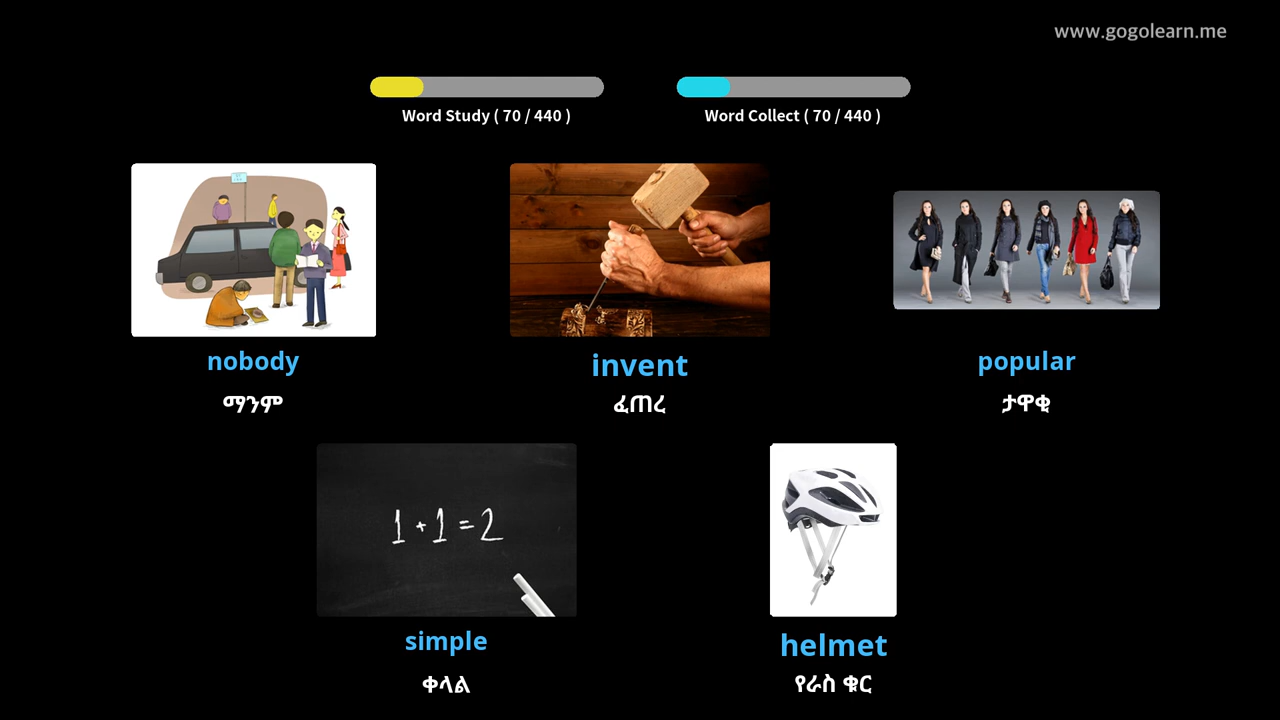 www.gogolearn.me
Word Study ( 70 / 440 )
Word Collect ( 70 / 440 )
nobody
invent
popular
ማንም
ፈጠረ
ታዋቂ
1 + 1 = 2
simple
helmet
ቀላል
የራስ ቁር